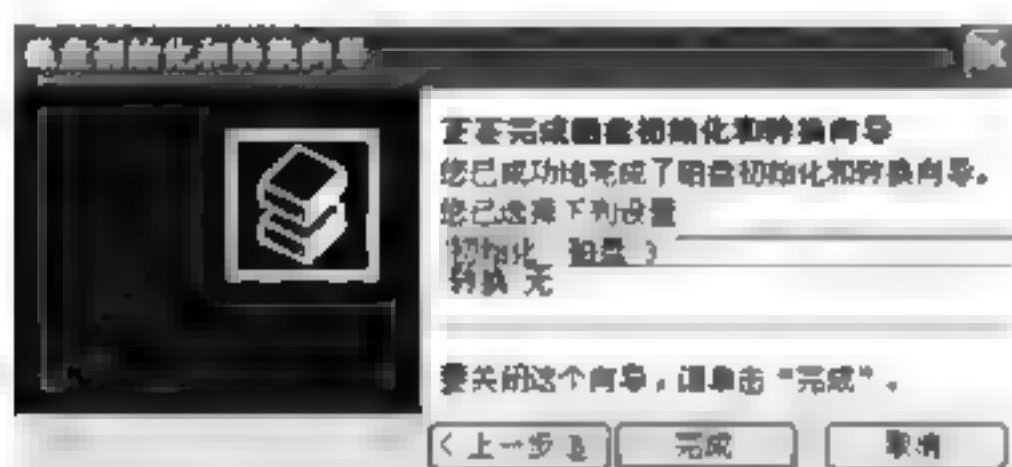 磁盘初始化和转换向导
正在完成磁盘初始化和转换向导
您已成功地完成了磁盘初始化和转换向导。
您已选择下列设置
初始化 磁盘
转换 无
要关闭这个向导，请单击“完成”。
<上一步 完成 取消